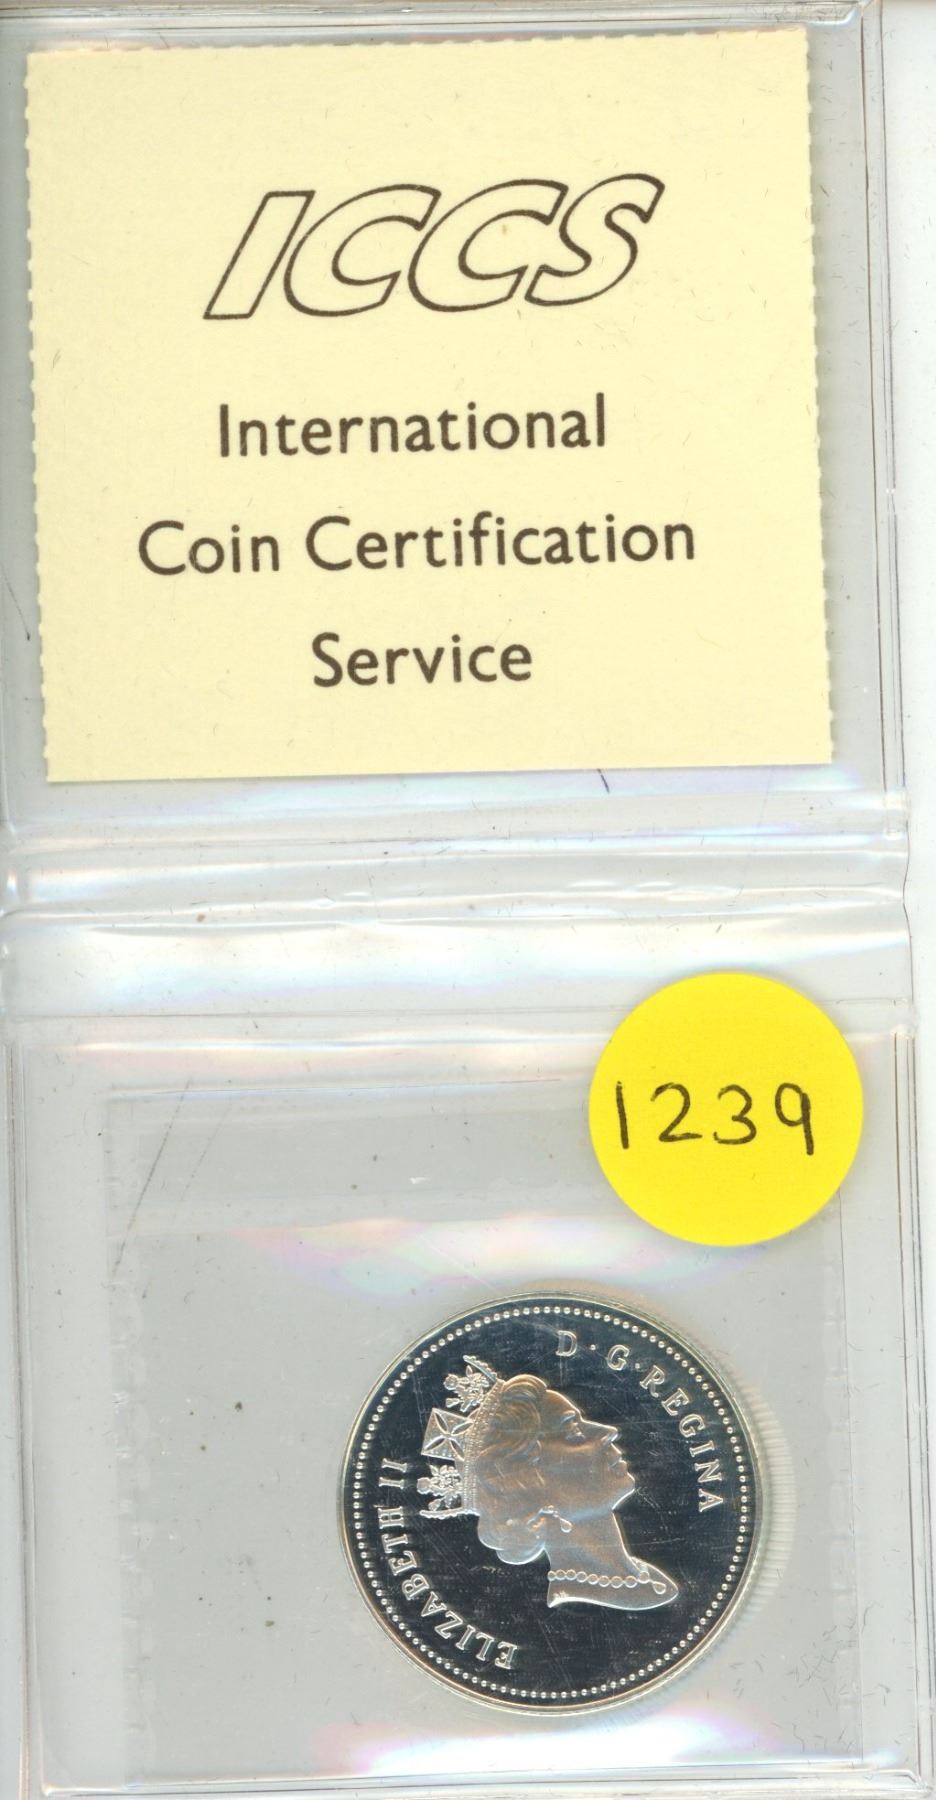 ICCS
International
Coin Certification
Service
1239
ELIZABETH II
D·G·REGINA